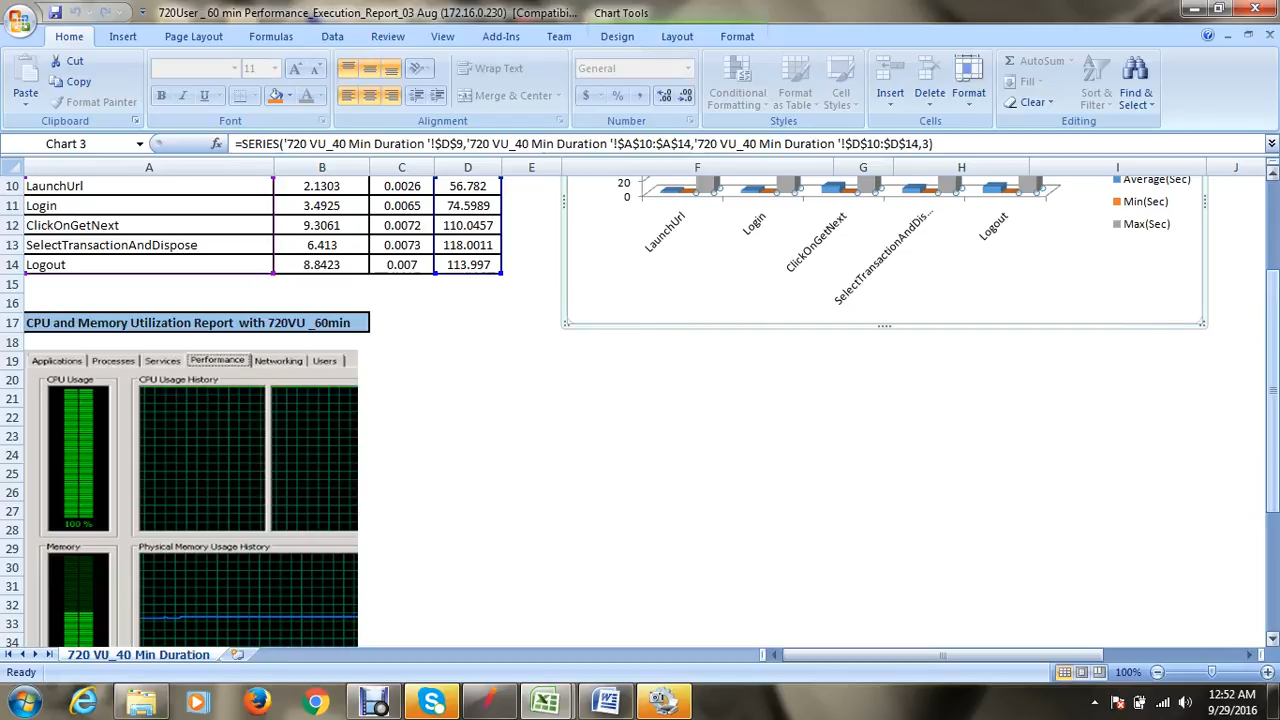 720User _ 60 min Performance_Execution_Report_03 Aug (172.16.0.230) [Compatibi... Chart Tools
Home Insert Page Layout Formulas Data Review View Add-Ins Team Design Layout Format
Cut
Copy
Format Painter
Paste
11
Wrap Text
Merge & Center
General
Conditional Formatting
Format as Table
Cell Styles
Insert Delete Format
AutoSum
Fill
Clear
Sort & Filter
Find & Select
Clipboard Font Alignment Number Styles Cells Editing
Chart 3 fx =SERIES('720 VU_40 Min Duration '!$D$9,'720 VU_40 Min Duration '!$A$10:$A$14,'720 VU_40 Min Duration '!$D$10:$D$14,3)
A B C D E F G H I J
10 LaunchUrl 2.1303 0.0026 56.782
11 Login 3.4925 0.0065 74.5989
12 ClickOnGetNext 9.3061 0.0072 110.0457
13 SelectTransactionAndDispose 6.413 0.0073 118.0011
14 Logout 8.8423 0.007 113.997
15
16
17 CPU and Memory Utilization Report with 720VU _60min
18
19
20
21
22
23
24
25
26
27
28
29
30
31
32
33
34
20
0
LaunchUrl
Login
ClickOnGetNext
SelectTransactionAndDis...
Logout
Average(Sec)
Min(Sec)
Max(Sec)
Applications Processes Services Performance Networking Users
CPU Usage CPU Usage History
100 %
Memory Physical Memory Usage History
720 VU_40 Min Duration
Ready 100%
12:52 AM
9/29/2016